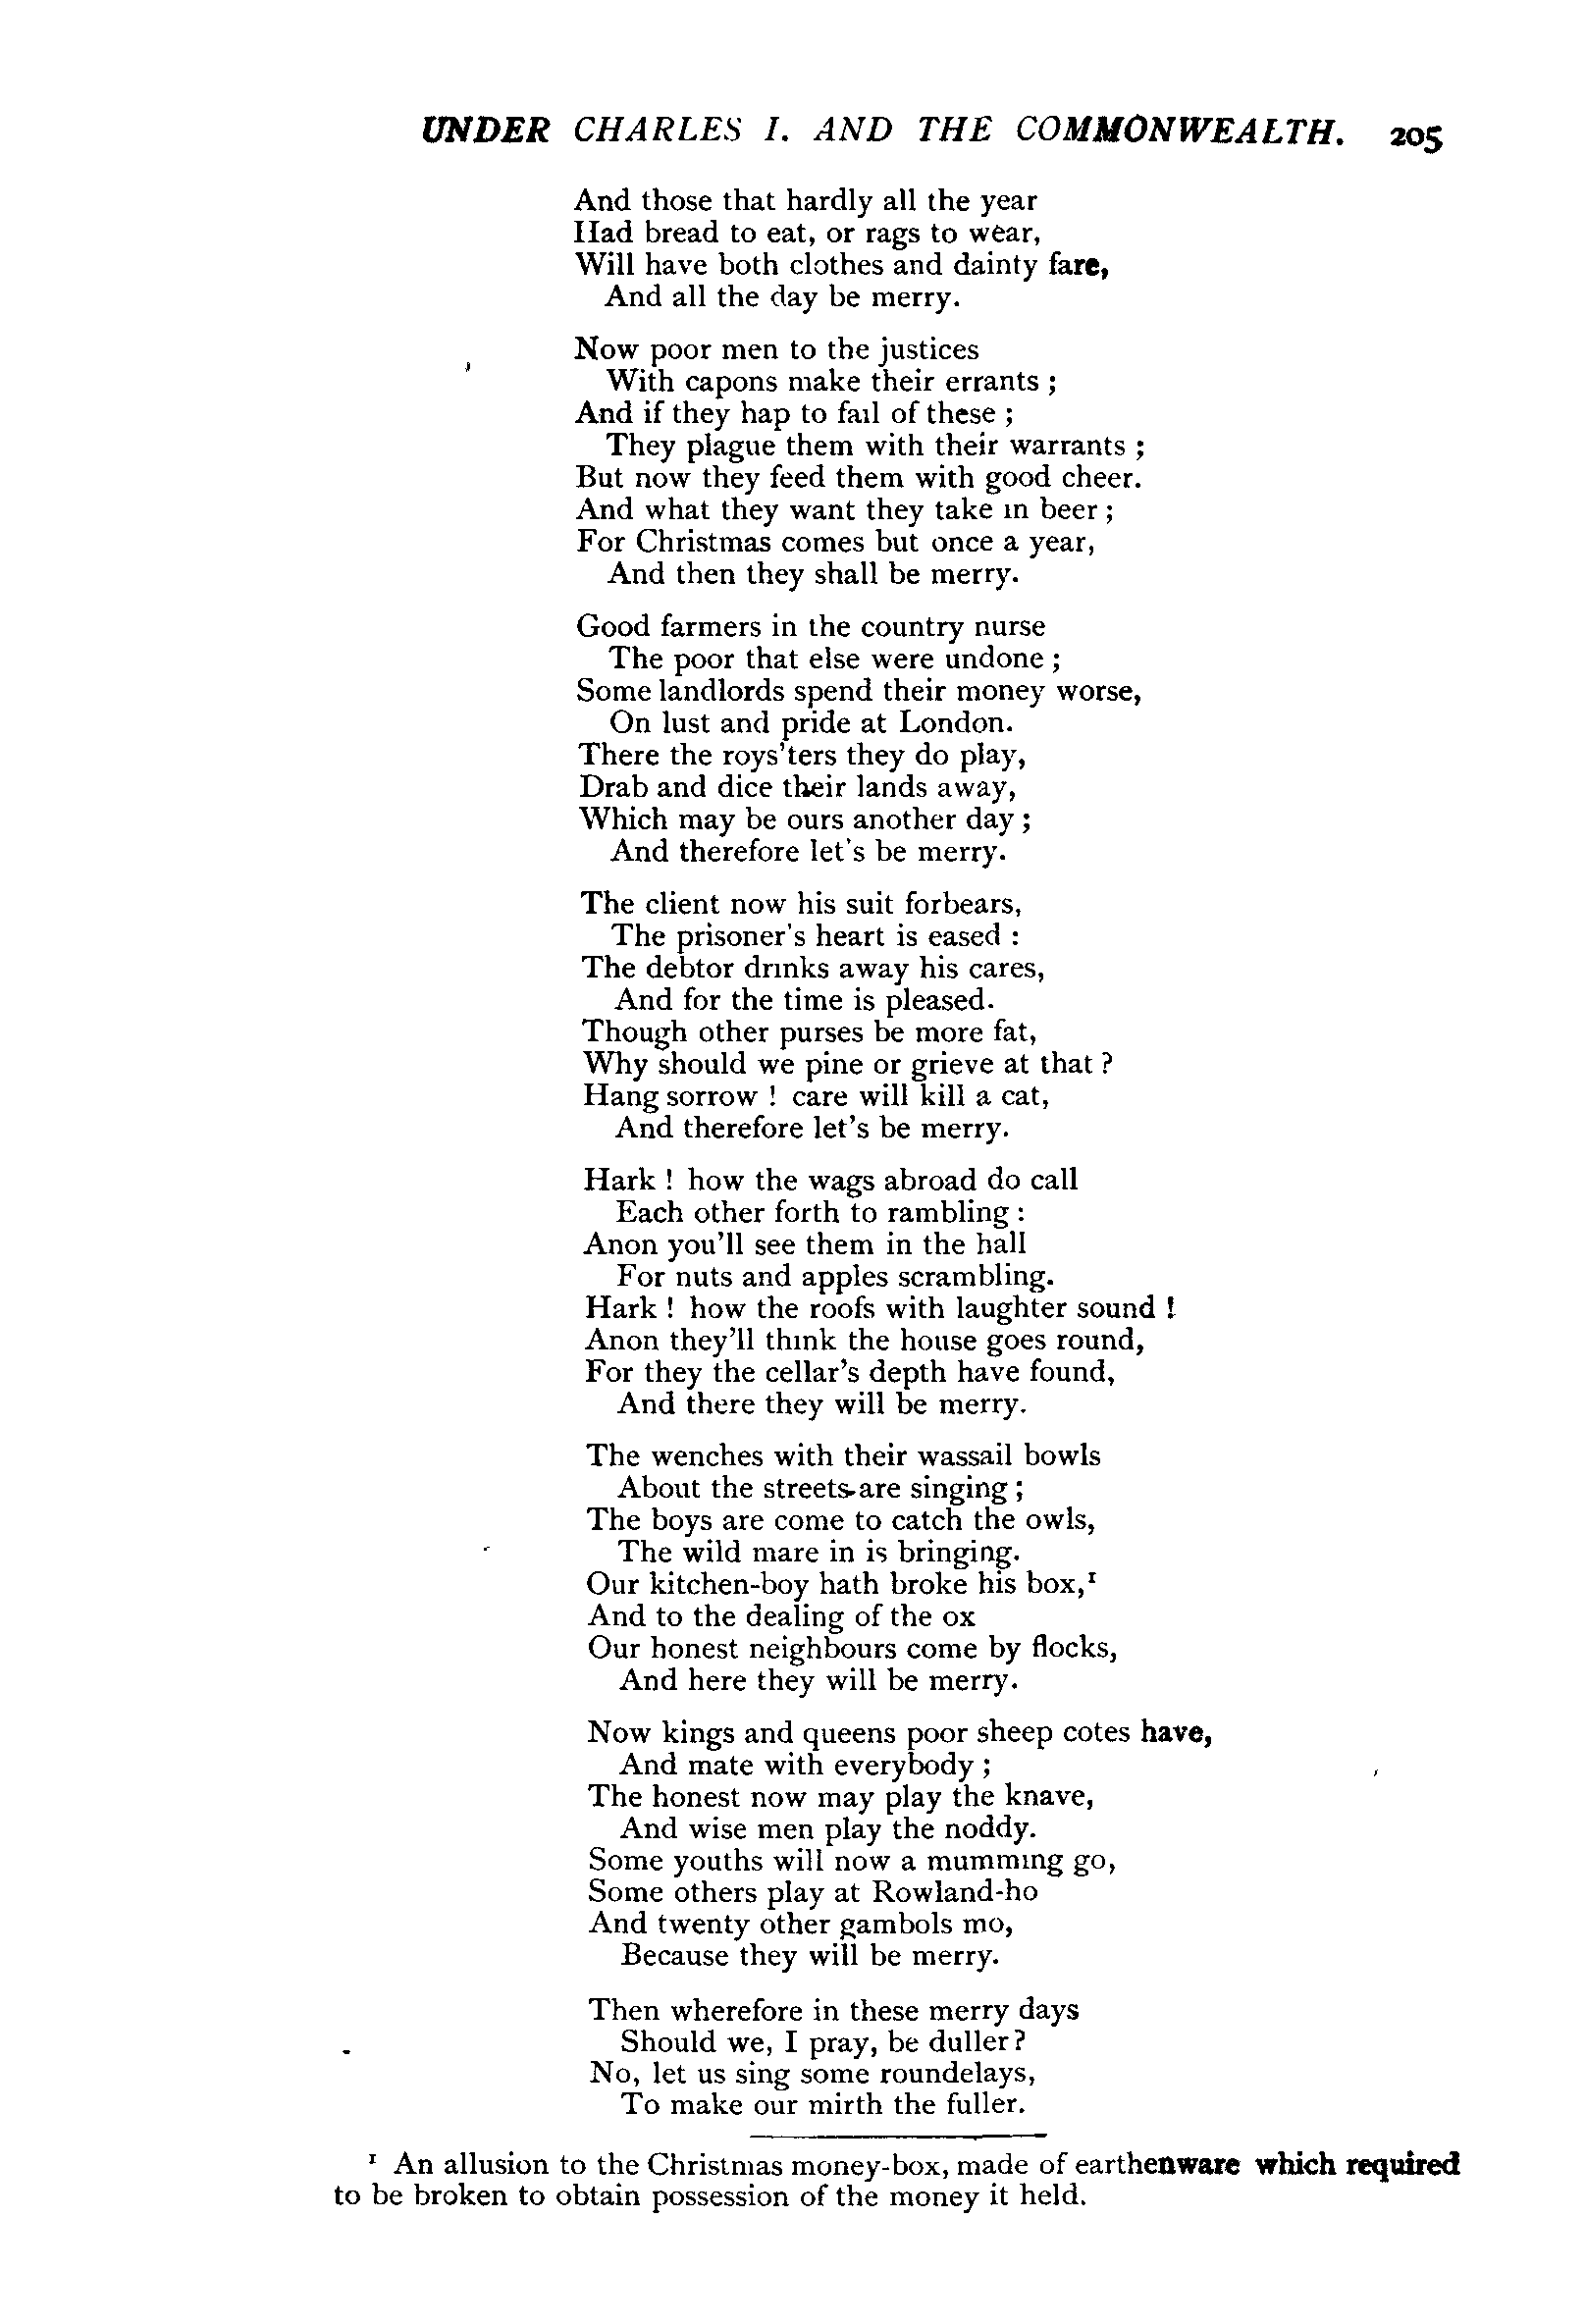 UNDER CHARLES I. AND THE COMMONWEALTH. 205
And those that hardly all the year
Had bread to eat, or rags to wear,
Will have both clothes and dainty fare,
And all the day be merry.
Now poor men to the justices
With capons make their errants ;
And if they hap to fail of these ;
They plague them with their warrants ;
But now they feed them with good cheer.
And what they want they take in beer ;
For Christmas comes but once a year,
And then they shall be merry.
Good farmers in the country nurse
The poor that else were undone ;
Some landlords spend their money worse,
On lust and pride at London.
There the roys'ters they do play,
Drab and dice their lands away,
Which may be ours another day ;
And therefore let's be merry.
The client now his suit forbears,
The prisoner's heart is eased :
The debtor drinks away his cares,
And for the time is pleased.
Though other purses be more fat,
Why should we pine or grieve at that ?
Hang sorrow ! care will kill a cat,
And therefore let's be merry.
Hark ! how the wags abroad do call
Each other forth to rambling :
Anon you'll see them in the hall
For nuts and apples scrambling.
Hark ! how the roofs with laughter sound !
Anon they'll think the house goes round,
For they the cellar's depth have found,
And there they will be merry.
The wenches with their wassail bowls
About the streets are singing ;
The boys are come to catch the owls,
The wild mare in is bringing.
Our kitchen-boy hath broke his box,¹
And to the dealing of the ox
Our honest neighbours come by flocks,
And here they will be merry.
Now kings and queens poor sheep cotes have,
And mate with everybody ;
The honest now may play the knave,
And wise men play the noddy.
Some youths will now a mumming go,
Some others play at Rowland-ho
And twenty other gambols mo,
Because they will be merry.
Then wherefore in these merry days
Should we, I pray, be duller ?
No, let us sing some roundelays,
To make our mirth the fuller.
¹ An allusion to the Christmas money-box, made of earthenware which required
to be broken to obtain possession of the money it held.